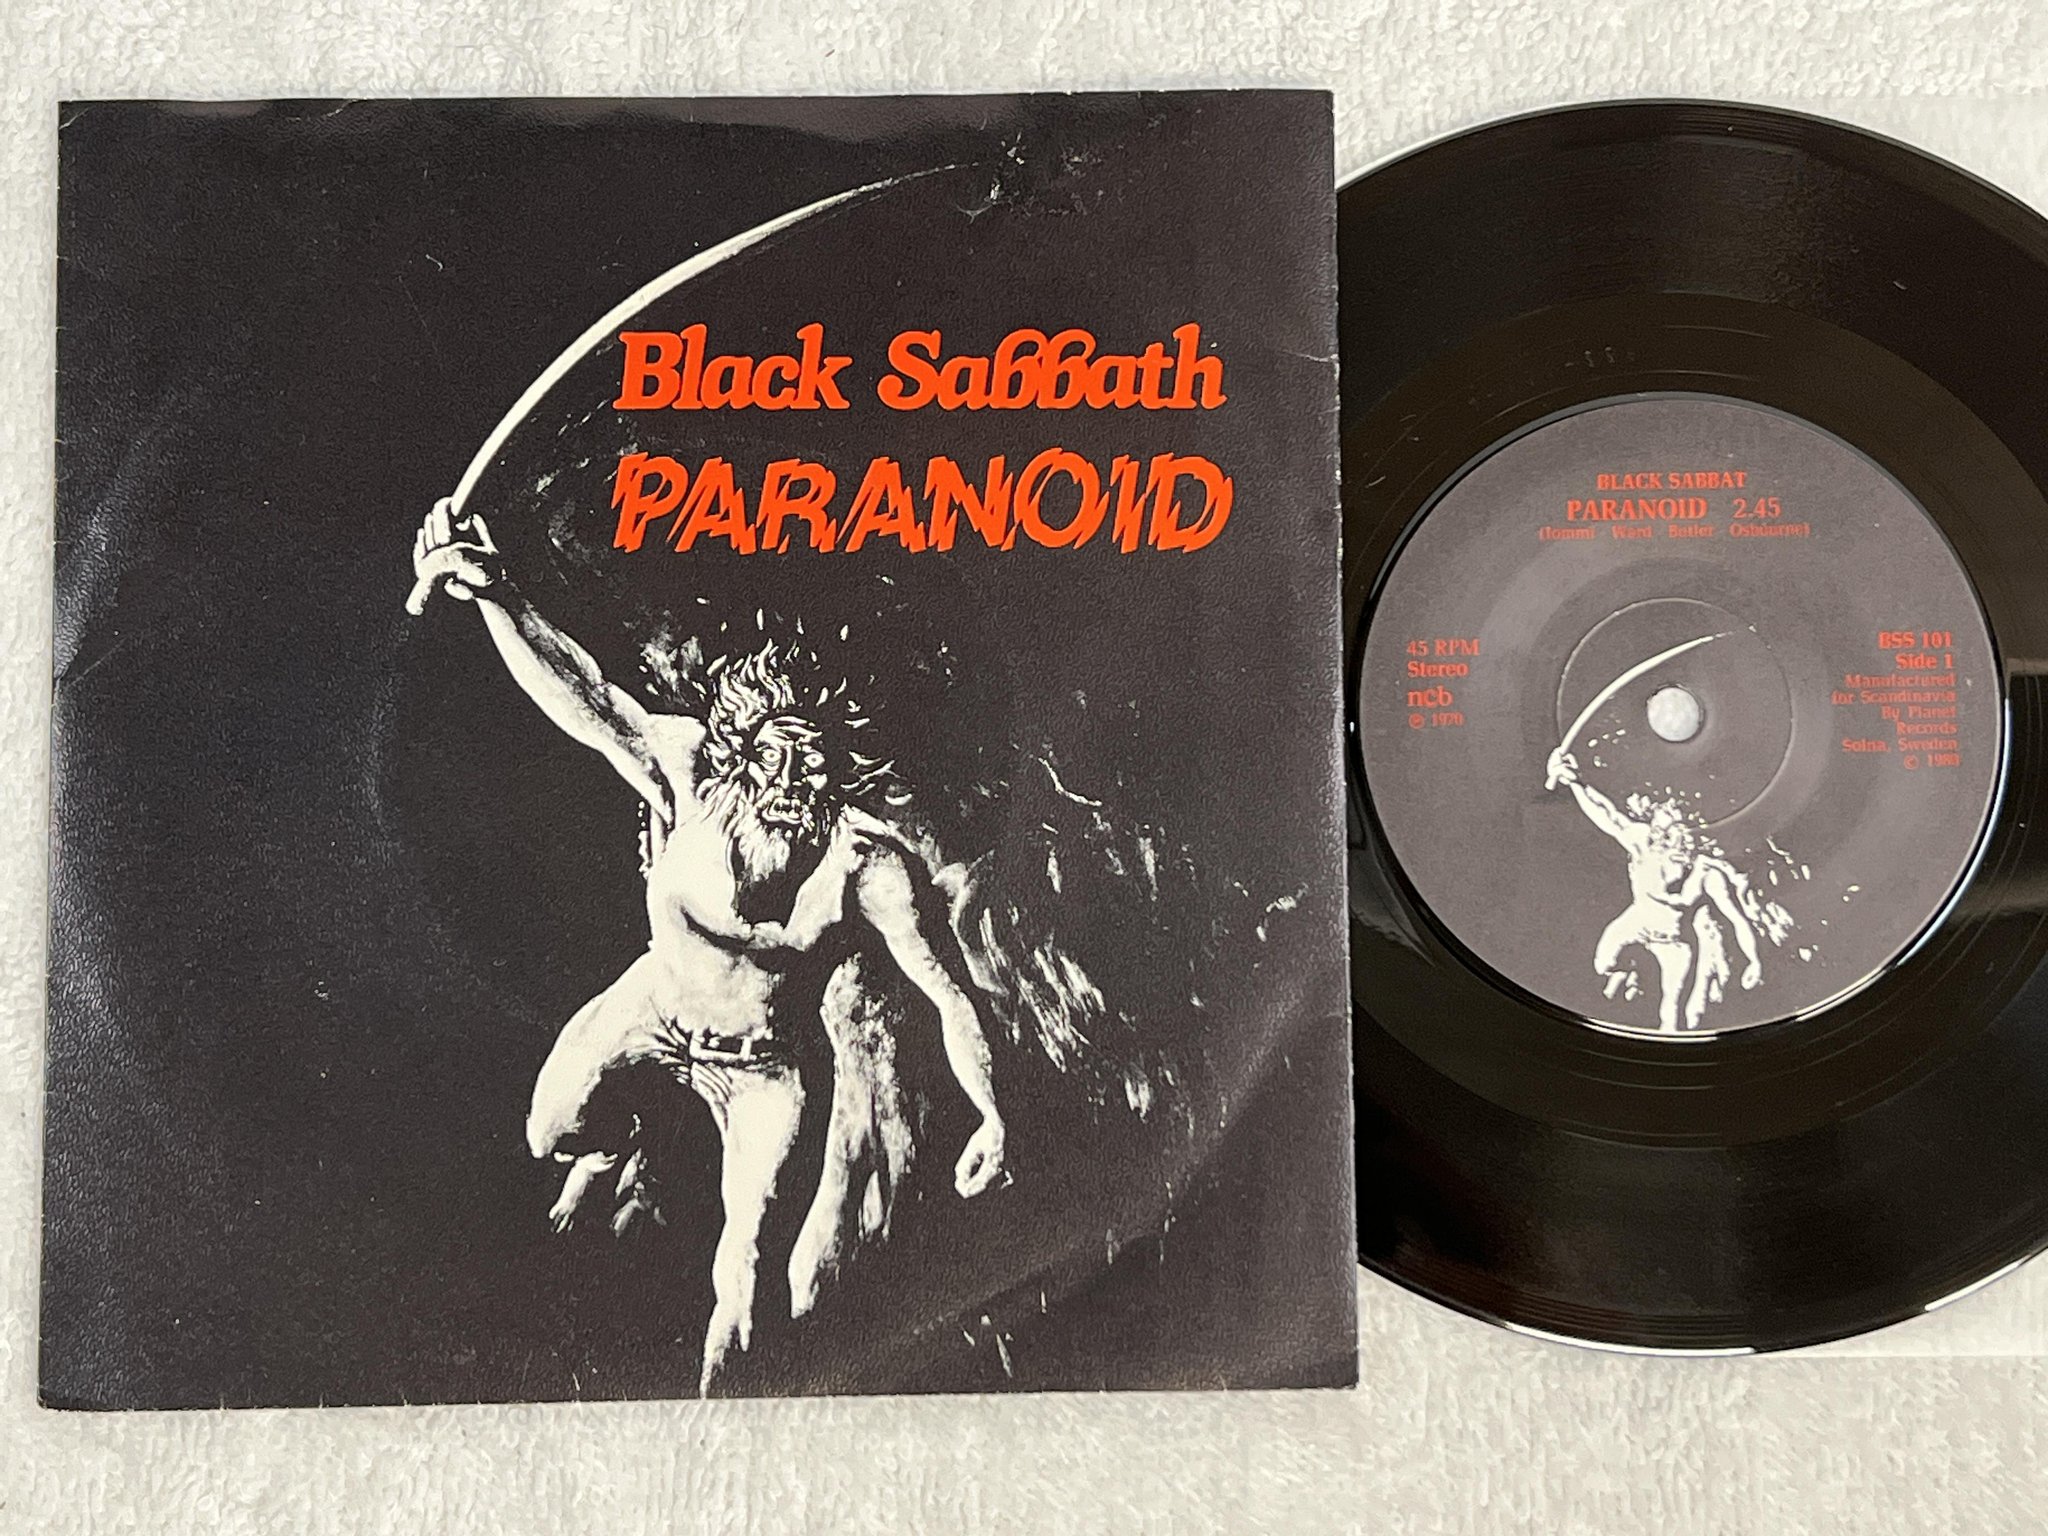 Black Sabbath
PARANOID
BLACK SABBAT
PARANOID 2.45
(Iommi Ward Butler Osbourne)
45 RPM
Stereo
ncb
℗ 1970
BSS 101
Side 1
Manufactured
for Scandinavia
By Planet
Records
Solna, Sweden
© 1980